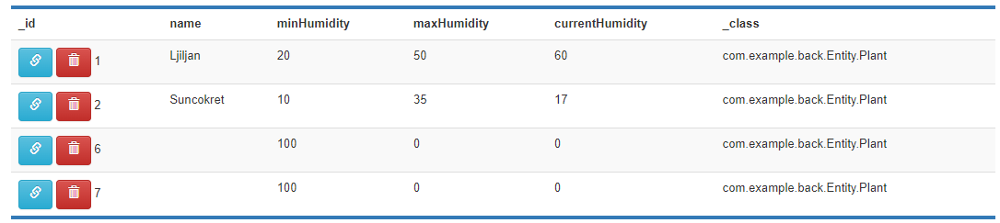 _id name minHumidity maxHumidity currentHumidity _class
1 Ljiljan 20 50 60 com.example.back.Entity.Plant
2 Suncokret 10 35 17 com.example.back.Entity.Plant
6 100 0 0 com.example.back.Entity.Plant
7 100 0 0 com.example.back.Entity.Plant